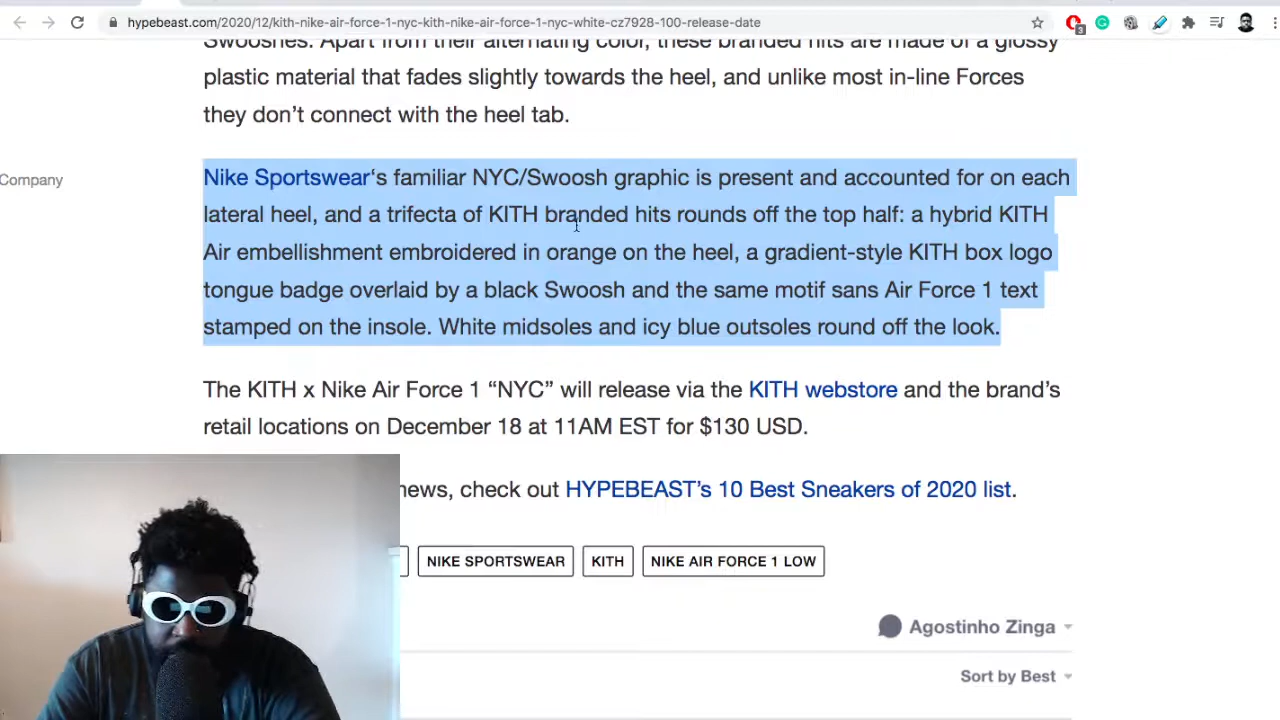 hypebeast.com/2020/12/kith-nike-air-force-1-nyc-kith-nike-air-force-1-nyc-white-cz7928-100-release-date
3
Swooshes. Apart from their alternating color, these branded hits are made of a glossy
plastic material that fades slightly towards the heel, and unlike most in-line Forces
they don’t connect with the heel tab.
Company
Nike Sportswear‘s familiar NYC/Swoosh graphic is present and accounted for on each
lateral heel, and a trifecta of KITH branded hits rounds off the top half: a hybrid KITH
Air embellishment embroidered in orange on the heel, a gradient-style KITH box logo
tongue badge overlaid by a black Swoosh and the same motif sans Air Force 1 text
stamped on the insole. White midsoles and icy blue outsoles round off the look.
The KITH x Nike Air Force 1 “NYC” will release via the KITH webstore and the brand’s
retail locations on December 18 at 11AM EST for $130 USD.
news, check out HYPEBEAST’s 10 Best Sneakers of 2020 list.
NIKE SPORTSWEAR
KITH
NIKE AIR FORCE 1 LOW
Agostinho Zinga
Sort by Best